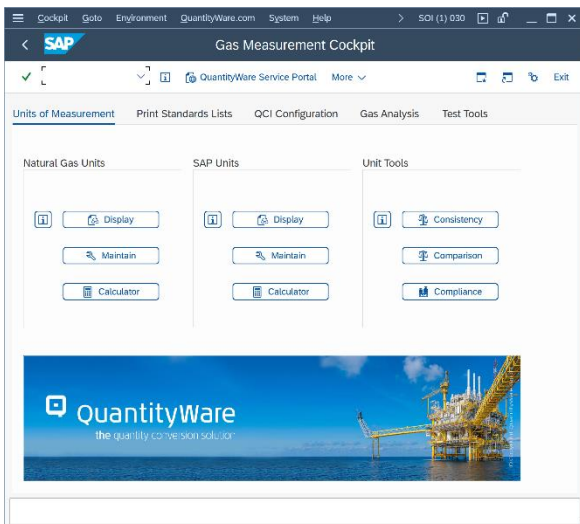 Cockpit Goto Environment QuantityWare.com System Help > SOI (1) 030
SAP Gas Measurement Cockpit
QuantityWare Service Portal More Exit
Units of Measurement Print Standards Lists QCI Configuration Gas Analysis Test Tools
Natural Gas Units SAP Units Unit Tools
Display Display Consistency
Maintain Maintain Comparison
Calculator Calculator Compliance
QuantityWare
the quantity conversion solution